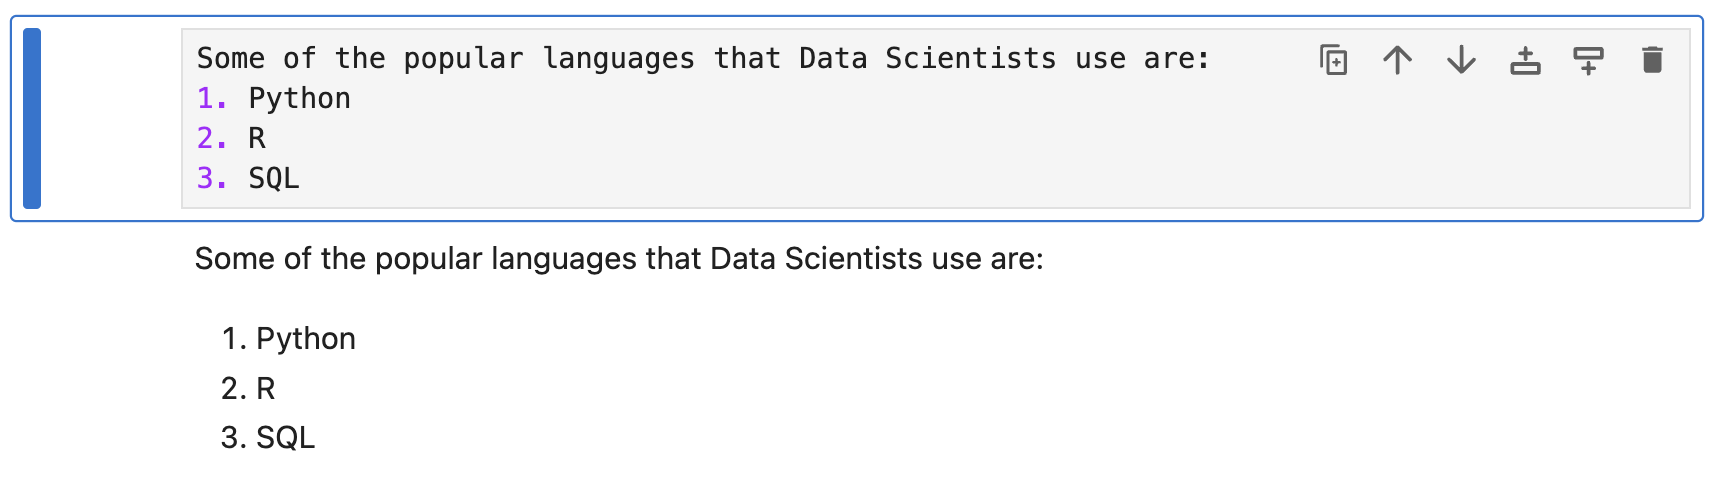 Some of the popular languages that Data Scientists use are:
1. Python
2. R
3. SQL
Some of the popular languages that Data Scientists use are:
1. Python
2. R
3. SQL